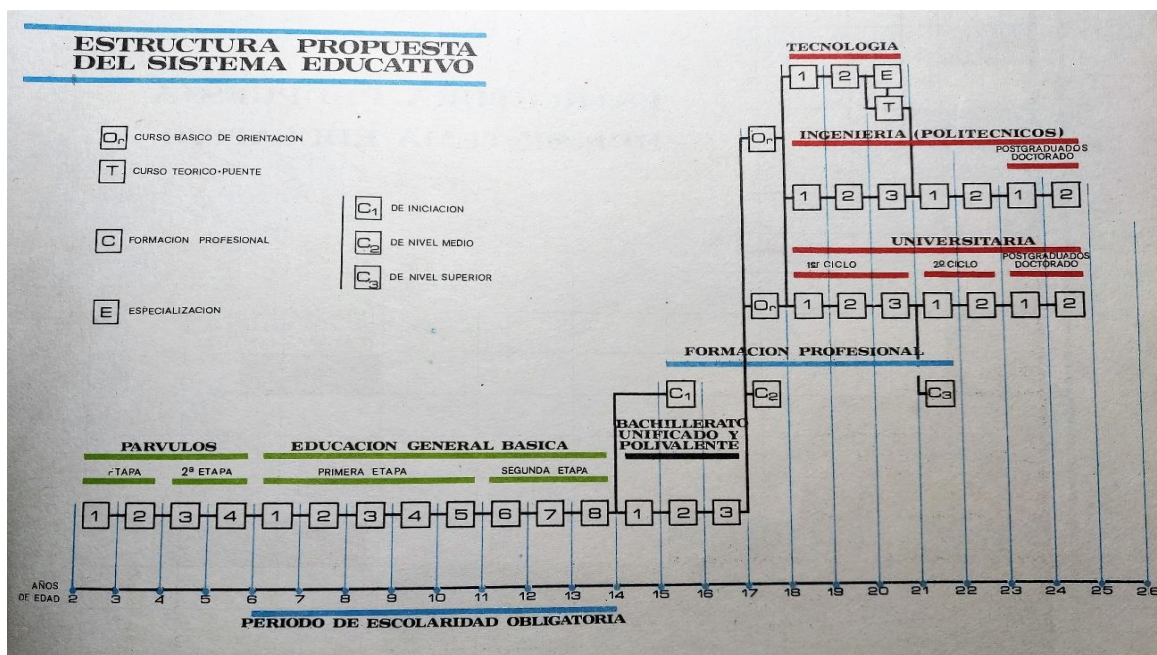 ESTRUCTURA PROPUESTA
DEL SISTEMA EDUCATIVO
Or CURSO BASICO DE ORIENTACION
T CURSO TEORICO-PUENTE
C FORMACION PROFESIONAL
C1 DE INICIACION
C2 DE NIVEL MEDIO
C3 DE NIVEL SUPERIOR
E ESPECIALIZACION
TECNOLOGIA
1 2 E
T
Or
INGENIERIA (POLITECNICOS)
POSTGRADUADOS
DOCTORADO
1 2 3 1 2 1 2
UNIVERSITARIA
1er CICLO 2º CICLO POSTGRADUADOS
DOCTORADO
Or 1 2 3 1 2 1 2
FORMACION PROFESIONAL
C1 C2 C3
BACHILLERATO
UNIFICADO Y
POLIVALENTE
PARVULOS EDUCACION GENERAL BASICA
ETAPA 2ª ETAPA PRIMERA ETAPA SEGUNDA ETAPA
1 2 3 4 1 2 3 4 5 6 7 8 1 2 3
AÑOS
DE EDAD 2 3 4 5 6 7 8 9 10 11 12 13 14 15 16 17 18 19 20 21 22 23 24 25 26
PERIODO DE ESCOLARIDAD OBLIGATORIA